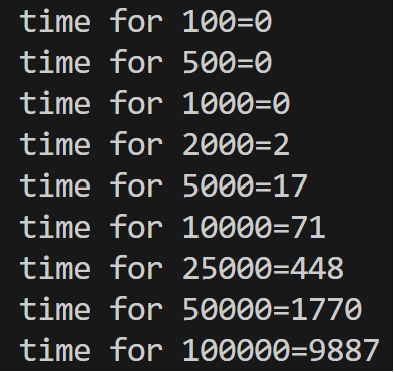 time for 100=0
time for 500=0
time for 1000=0
time for 2000=2
time for 5000=17
time for 10000=71
time for 25000=448
time for 50000=1770
time for 100000=9887